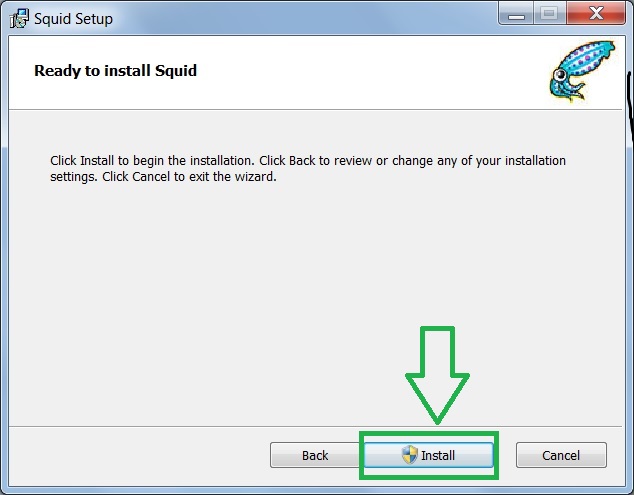 Squid Setup
Ready to install Squid
Click Install to begin the installation. Click Back to review or change any of your installation
settings. Click Cancel to exit the wizard.
Back
Install
Cancel